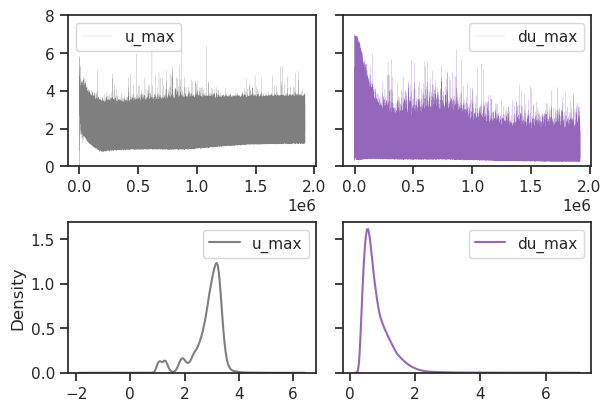 8
6
4
2
0
u_max
du_max
0.0 0.5 1.0 1.5 2.0
1e6
0.0 0.5 1.0 1.5 2.0
1e6
Density
1.5
1.0
0.5
0.0
u_max
du_max
−2 0 2 4 6
0 2 4 6